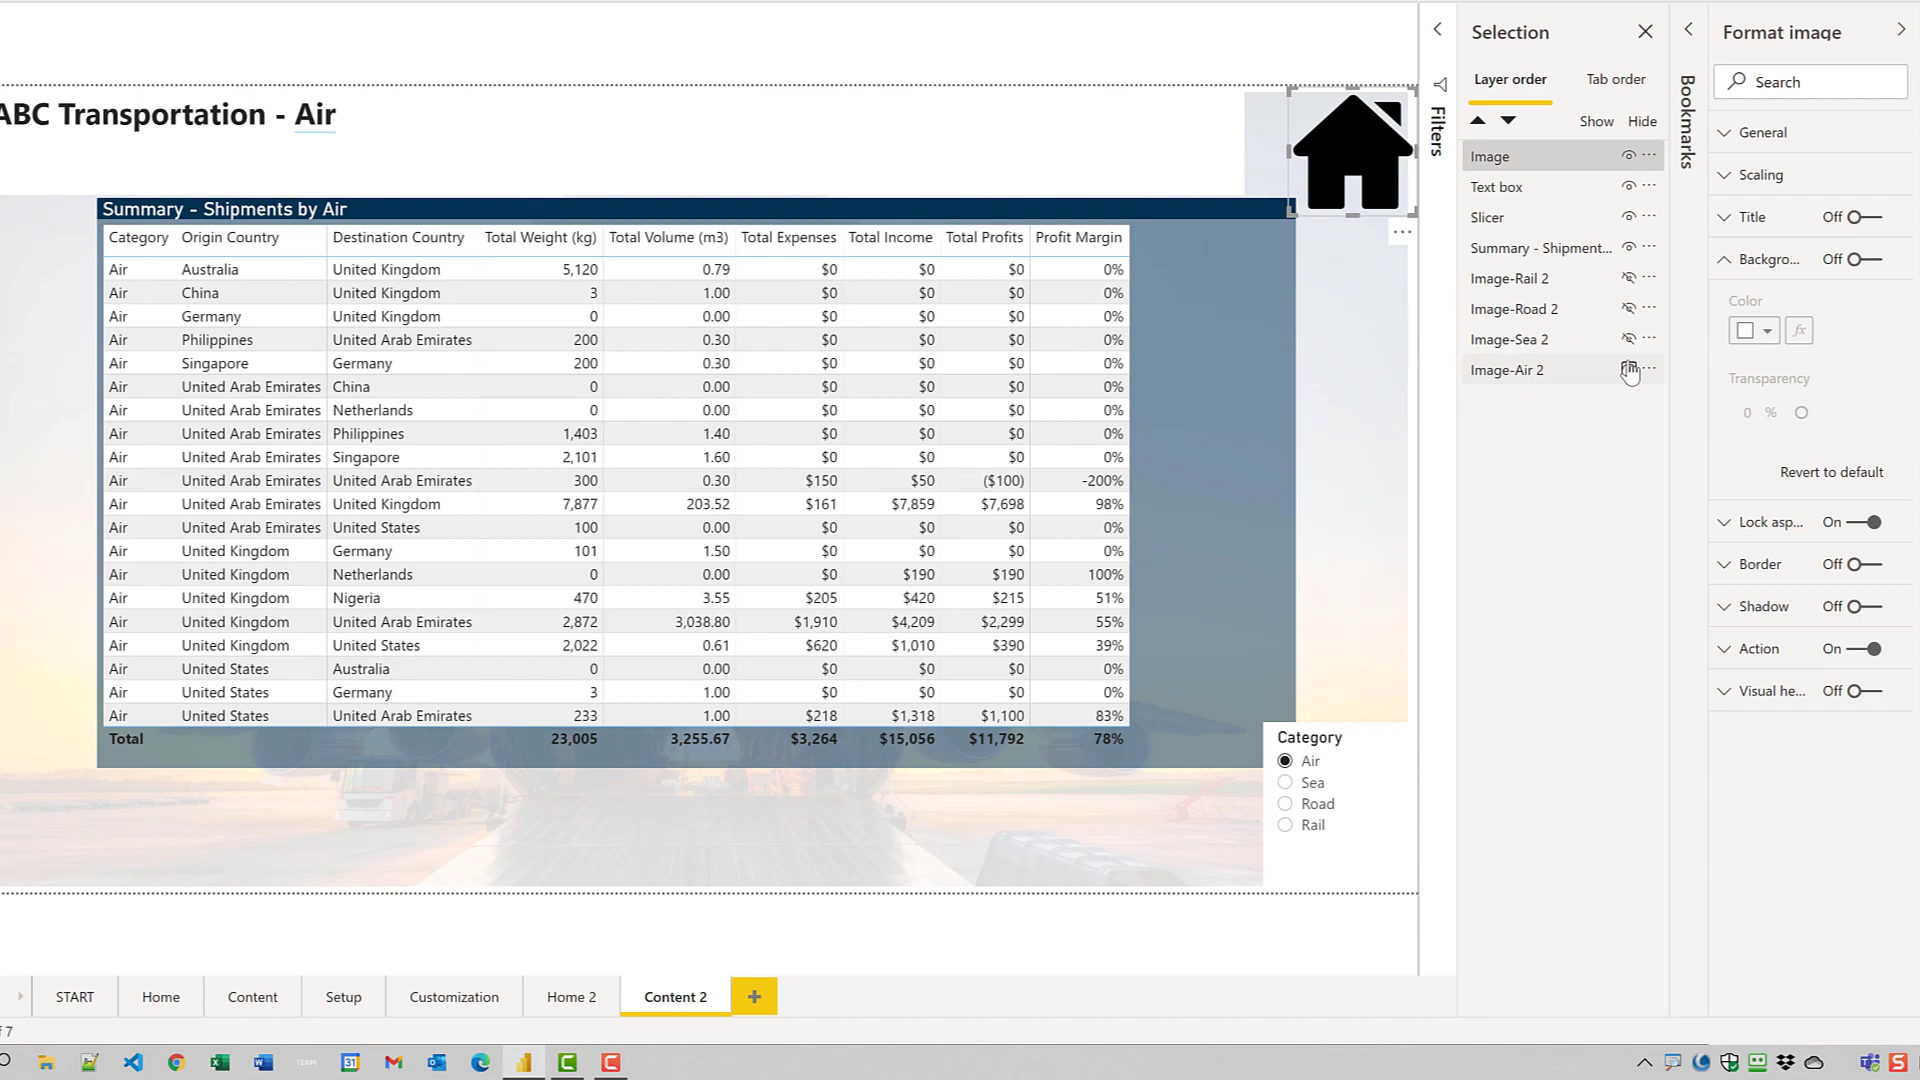 ABC Transportation - Air
Summary - Shipments by Air
Category Origin Country Destination Country Total Weight (kg) Total Volume (m3) Total Expenses Total Income Total Profits Profit Margin
Air Australia United Kingdom 5,120 0.79 $0 $0 $0 0%
Air China United Kingdom 3 1.00 $0 $0 $0 0%
Air Germany United Kingdom 0 0.00 $0 $0 $0 0%
Air Philippines United Arab Emirates 200 0.30 $0 $0 $0 0%
Air Singapore Germany 200 0.30 $0 $0 $0 0%
Air United Arab Emirates China 0 0.00 $0 $0 $0 0%
Air United Arab Emirates Netherlands 0 0.00 $0 $0 $0 0%
Air United Arab Emirates Philippines 1,403 1.40 $0 $0 $0 0%
Air United Arab Emirates Singapore 2,101 1.60 $0 $0 $0 0%
Air United Arab Emirates United Arab Emirates 300 0.30 $150 $50 ($100) -200%
Air United Arab Emirates United Kingdom 7,877 203.52 $161 $7,859 $7,698 98%
Air United Arab Emirates United States 100 0.00 $0 $0 $0 0%
Air United Kingdom Germany 101 1.50 $0 $0 $0 0%
Air United Kingdom Netherlands 0 0.00 $0 $190 $190 100%
Air United Kingdom Nigeria 470 3.55 $205 $420 $215 51%
Air United Kingdom United Arab Emirates 2,872 3,038.80 $1,910 $4,209 $2,299 55%
Air United Kingdom United States 2,022 0.61 $620 $1,010 $390 39%
Air United States Australia 0 0.00 $0 $0 $0 0%
Air United States Germany 3 1.00 $0 $0 $0 0%
Air United States United Arab Emirates 233 1.00 $218 $1,318 $1,100 83%
Total 23,005 3,255.67 $3,264 $15,056 $11,792 78%
Category
Air
Sea
Road
Rail
Filters
Selection
Layer order Tab order
Show Hide
Image
Text box
Slicer
Summary - Shipment...
Image-Rail 2
Image-Road 2
Image-Sea 2
Image-Air 2
Bookmarks
Format image
Search
General
Scaling
Title Off
Backgro... Off
Color
fx
Transparency
0 %
Revert to default
Lock asp... On
Border Off
Shadow Off
Action On
Visual he... Off
START Home Content Setup Customization Home 2 Content 2 +
f 7
31